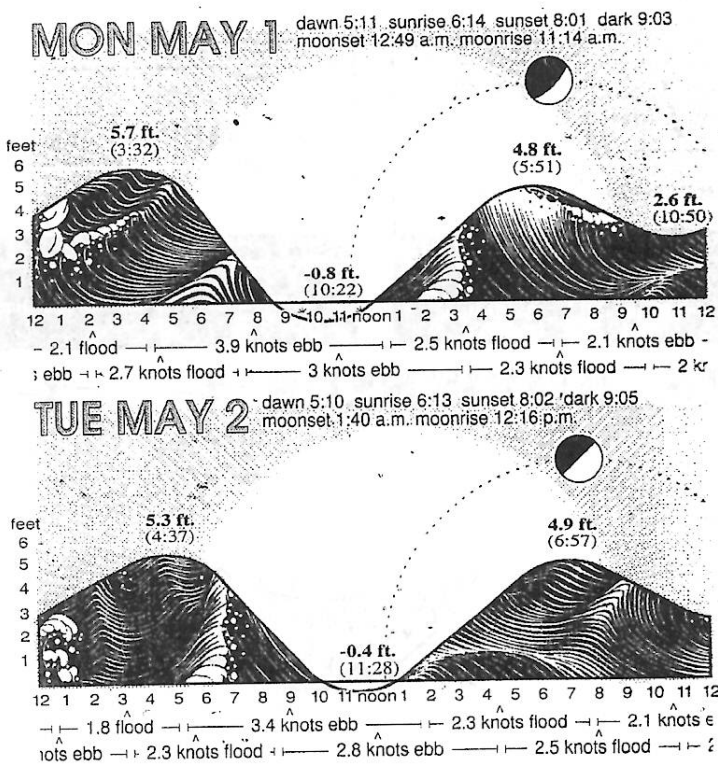 MON MAY 1
dawn 5:11 sunrise 6:14 sunset 8:01 dark 9:03
moonset 12:49 a.m. moonrise 11:14 a.m.
5.7 ft.
(3:32)
4.8 ft.
(5:51)
2.6 ft.
(10:50)
-0.8 ft.
(10:22)
feet
6
5
4
3
2
1
12 1 2 3 4 5 6 7 8 9 10 11 noon 1 2 3 4 5 6 7 8 9 10 11 12
2.1 flood 3.9 knots ebb 2.5 knots flood 2.1 knots ebb
ebb 2.7 knots flood 3 knots ebb 2.3 knots flood 2
TUE MAY 2
dawn 5:10 sunrise 6:13 sunset 8:02 dark 9:05
moonset 1:40 a.m. moonrise 12:16 p.m.
5.3 ft.
(4:37)
4.9 ft.
(6:57)
-0.4 ft.
(11:28)
feet
6
5
4
3
2
1
12 1 2 3 4 5 6 7 8 9 10 11 noon 1 2 3 4 5 6 7 8 9 10 11 12
1.8 flood 3.4 knots ebb 2.3 knots flood 2.1 knots
ebb 2.3 knots flood 2.8 knots ebb 2.5 knots flood